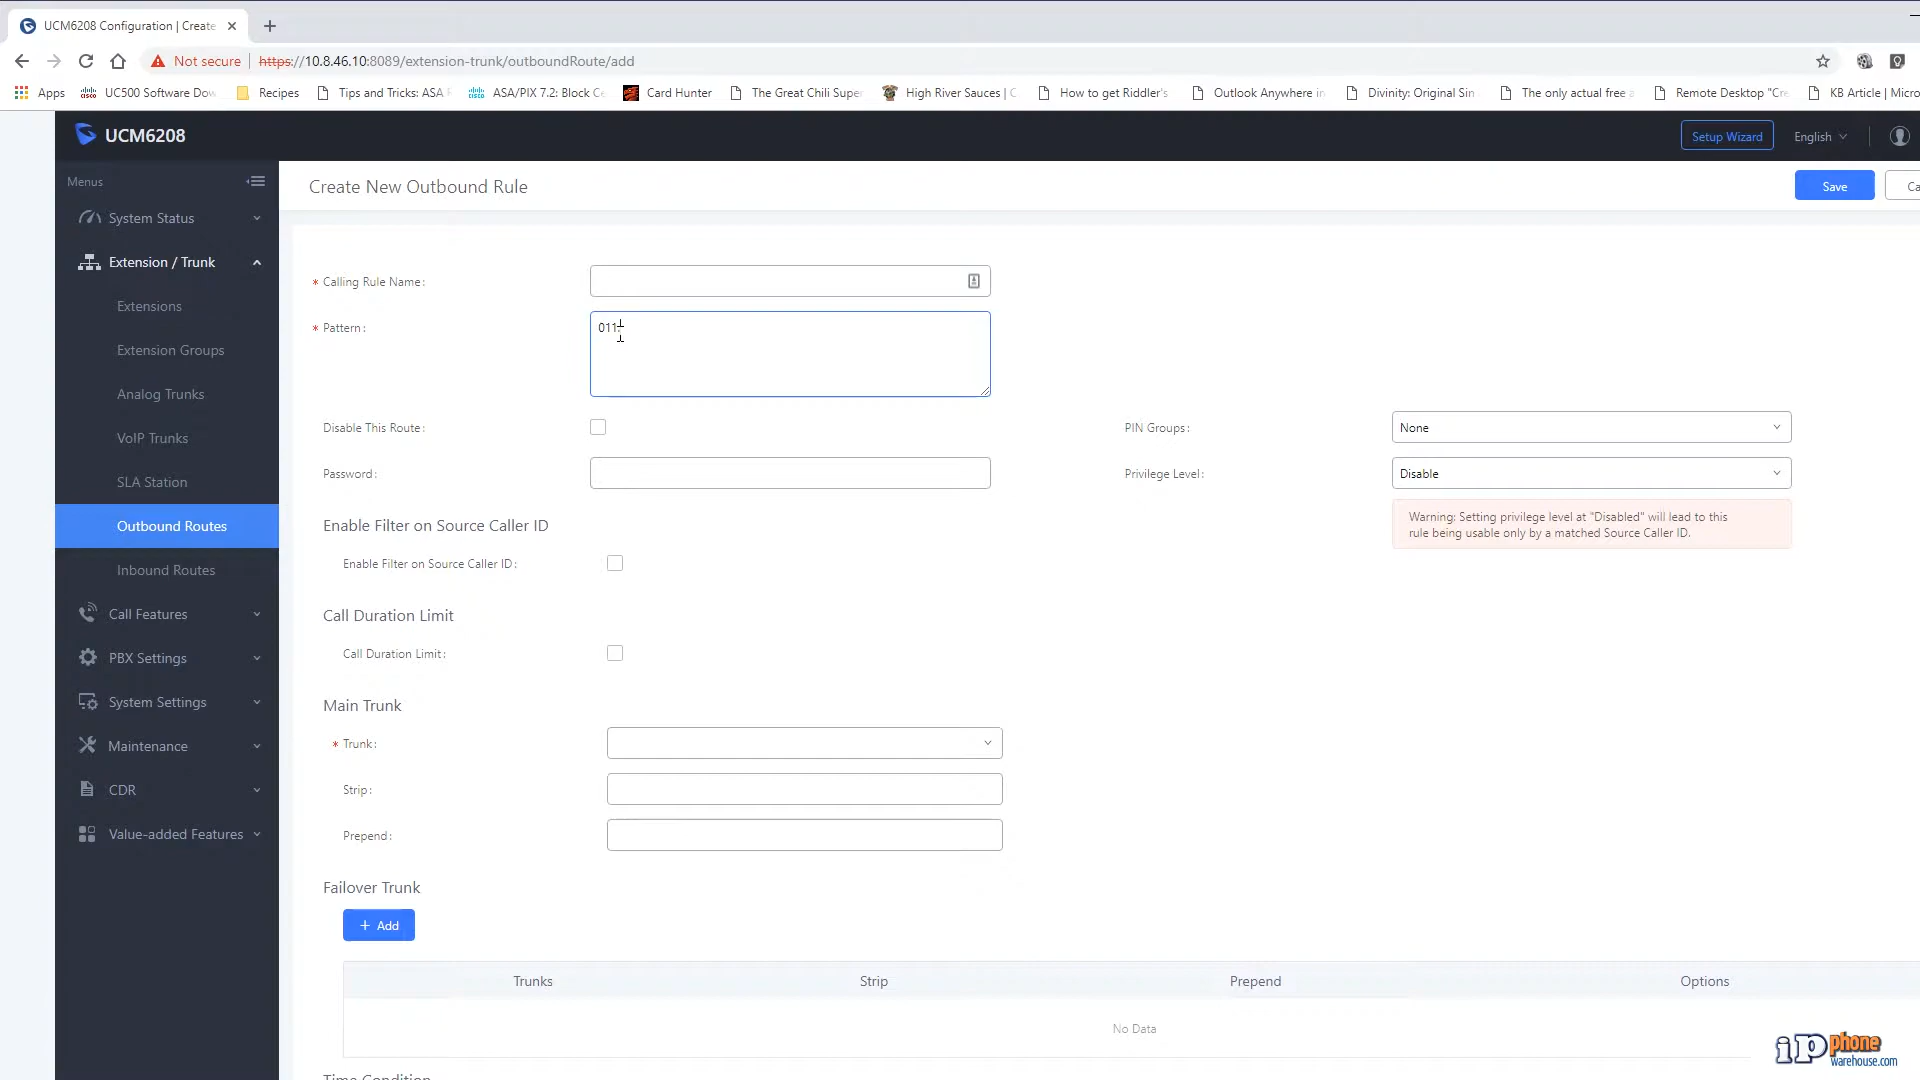 UCM6208 Configuration | Create
Not secure
https://10.8.46.10:8089/extension-trunk/outboundRoute/add
Apps
UC500 Software Dow
Recipes
Tips and Tricks: ASA
ASA/PIX 7.2: Block C
Card Hunter
The Great Chili Super
High River Sauces | C
How to get Riddler's
Outlook Anywhere in
Divinity: Original Sin
The only actual free a
Remote Desktop "Cre
KB Article | Micro
UCM6208
Setup Wizard
English
Menus
Create New Outbound Rule
Save
Ca
System Status
Extension / Trunk
Extensions
Extension Groups
Analog Trunks
VoIP Trunks
SLA Station
Outbound Routes
Inbound Routes
Call Features
PBX Settings
System Settings
Maintenance
CDR
Value-added Features
* Calling Rule Name:
* Pattern:
011
Disable This Route:
PIN Groups:
None
Password:
Privilege Level:
Disable
Warning: Setting privilege level at "Disabled" will lead to this
rule being usable only by a matched Source Caller ID.
Enable Filter on Source Caller ID
Enable Filter on Source Caller ID:
Call Duration Limit
Call Duration Limit:
Main Trunk
* Trunk:
Strip:
Prepend:
Failover Trunk
+ Add
Trunks
Strip
Prepend
Options
No Data
Time Condition
ip phone
warehouse.com